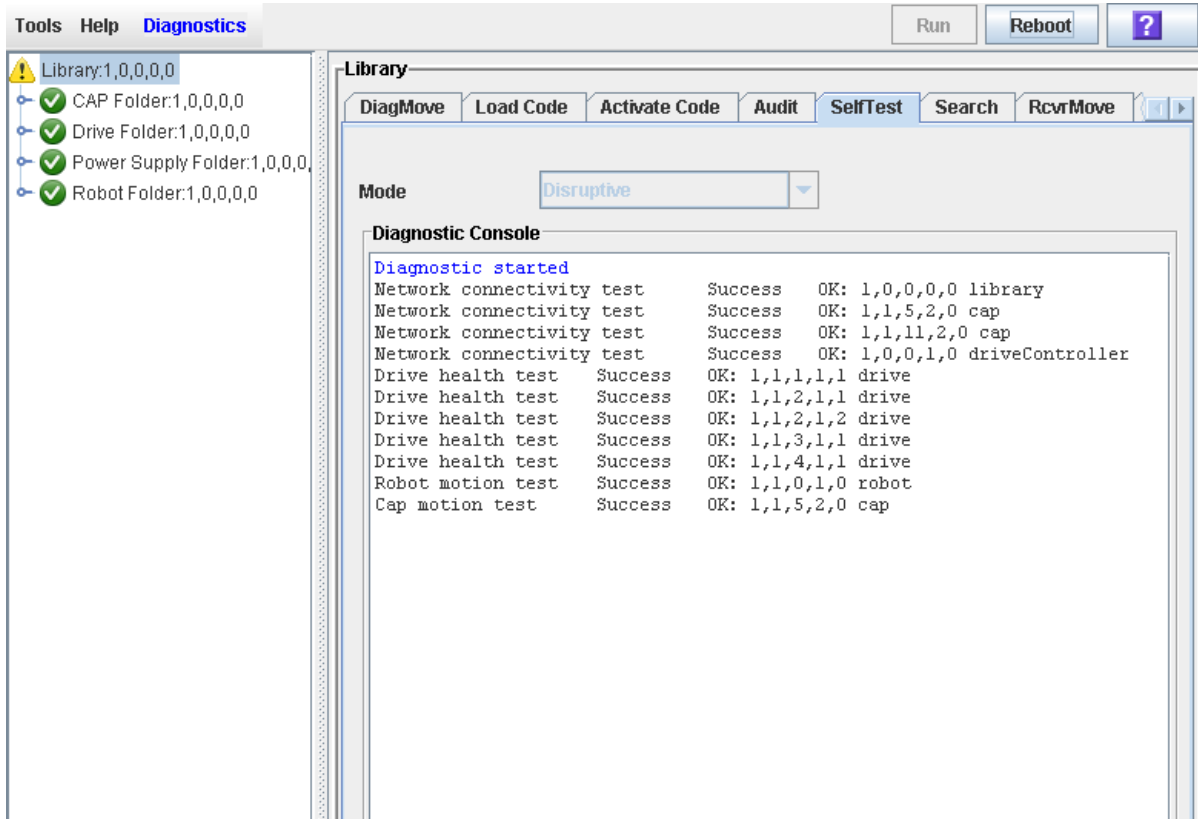 Tools Help Diagnostics Run Reboot ?
Library:1,0,0,0,0
CAP Folder:1,0,0,0,0
Drive Folder:1,0,0,0,0
Power Supply Folder:1,0,0,0,
Robot Folder:1,0,0,0,0
Library
DiagMove Load Code Activate Code Audit SelfTest Search RcvrMove
Mode Disruptive
Diagnostic Console
Diagnostic started
Network connectivity test Success OK: 1,0,0,0,0 library
Network connectivity test Success OK: 1,1,5,2,0 cap
Network connectivity test Success OK: 1,1,11,2,0 cap
Network connectivity test Success OK: 1,0,0,1,0 driveController
Drive health test Success OK: 1,1,1,1,1 drive
Drive health test Success OK: 1,1,2,1,1 drive
Drive health test Success OK: 1,1,2,1,2 drive
Drive health test Success OK: 1,1,3,1,1 drive
Drive health test Success OK: 1,1,4,1,1 drive
Robot motion test Success OK: 1,1,0,1,0 robot
Cap motion test Success OK: 1,1,5,2,0 cap